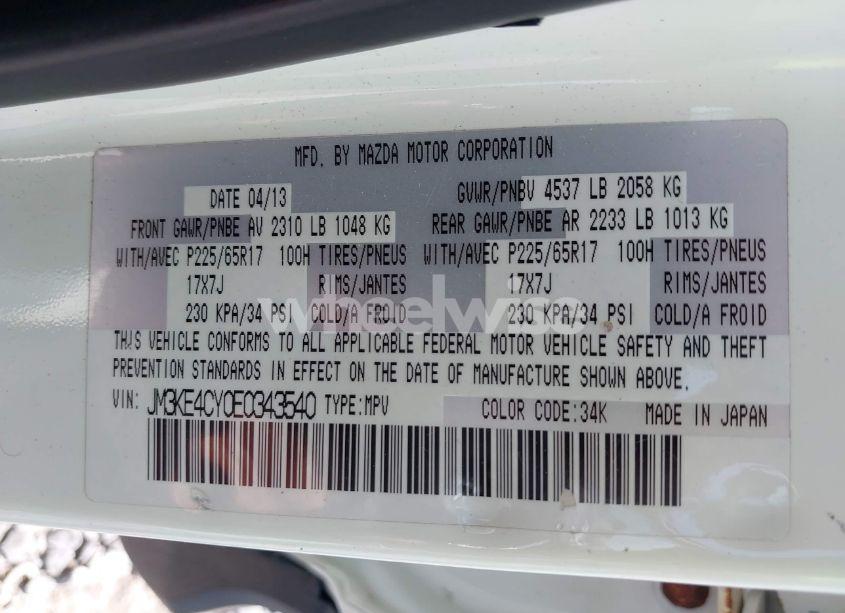 MFD. BY MAZDA MOTOR CORPORATION
DATE 04/13 GVWR/PNBV 4537 LB 2058 KG
FRONT GAWR/PNBE AV 2310 LB 1048 KG REAR GAWR/PNBE AR 2233 LB 1013 KG
WITH/AVEC P225/65R17 100H TIRES/PNEUS WITH/AVEC P225/65R17 100H TIRES/PNEUS
17X7J RIMS/JANTES 17X7J RIMS/JANTES
230 KPA/34 PSI COLD/A FROID 230 KPA/34 PSI COLD/A FROID
wheelwise
THIS VEHICLE CONFORMS TO ALL APPLICABLE FEDERAL MOTOR VEHICLE SAFETY AND THEFT
PREVENTION STANDARDS IN EFFECT ON THE DATE OF MANUFACTURE SHOWN ABOVE.
VIN: JM3KE4CY0E0343540 TYPE:MPV COLOR CODE:34K MADE IN JAPAN